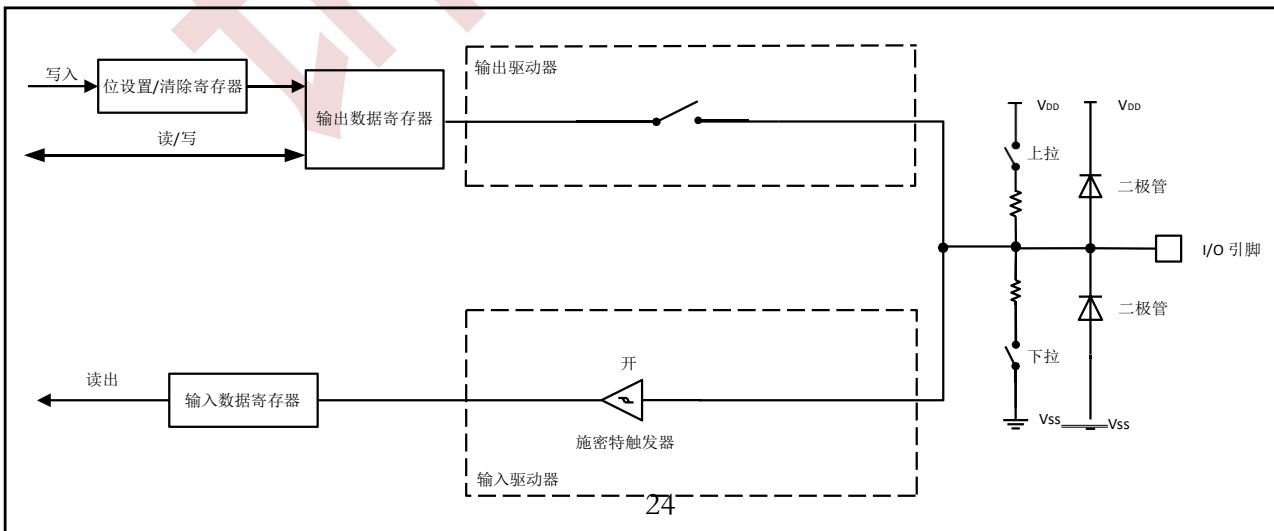 写入
位设置/清除寄存器
输出数据寄存器
读/写
输出驱动器
VDD
VDD
上拉
二极管
I/O 引脚
二极管
下拉
Vss
Vss
读出
输入数据寄存器
开
施密特触发器
输入驱动器
24